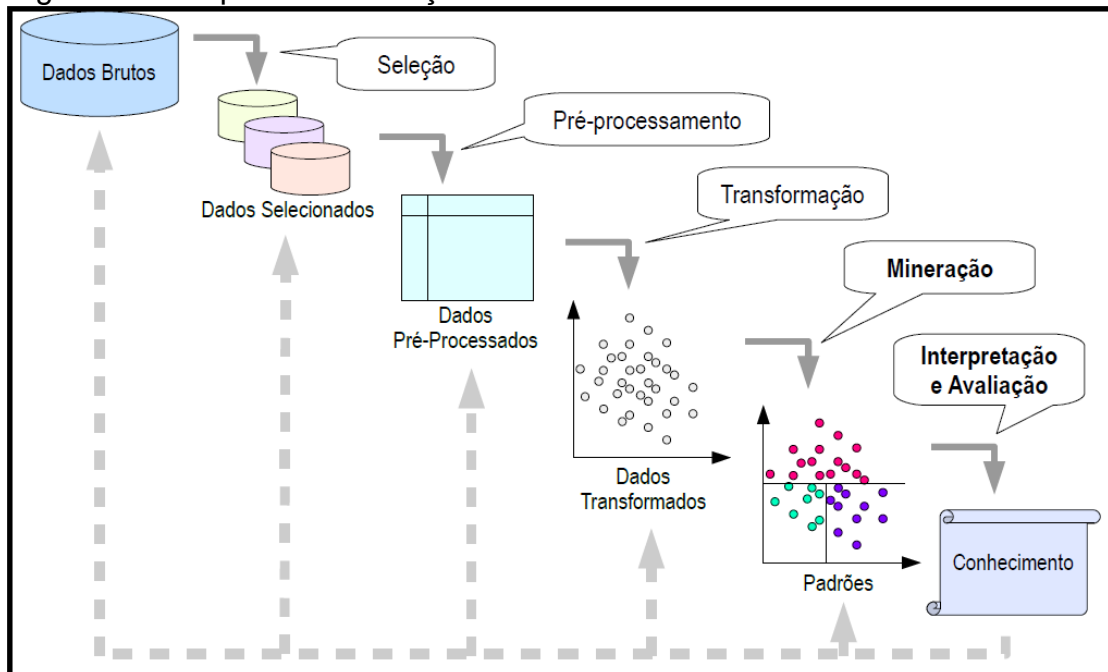 Dados Brutos
Seleção
Pré-processamento
Dados Selecionados
Transformação
Mineração
Dados
Pré-Processados
Interpretação
e Avaliação
Dados
Transformados
Conhecimento
Padrões